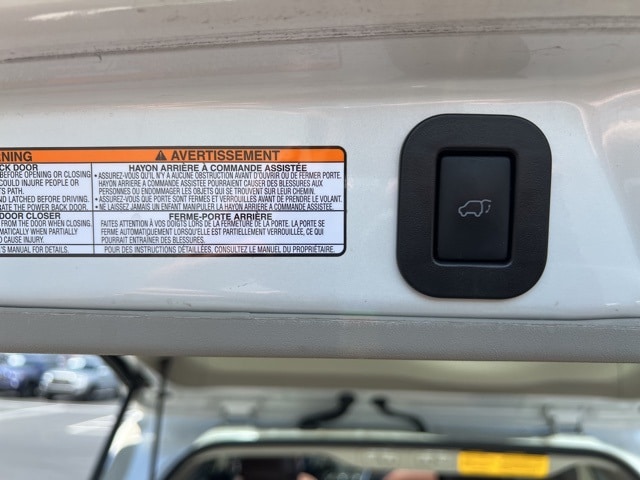 NING
CK DOOR
BEFORE OPENING OR CLOSING
COULD INJURE PEOPLE OR
'S PATH.
ND LATCHED BEFORE DRIVING.
RATE THE POWER BACK DOOR.
DOOR CLOSER
FROM THE DOOR WHEN CLOSING.
MATICALLY WHEN PARTIALLY
O CAUSE INJURY.
'S MANUAL FOR DETAILS.
AVERTISSEMENT
HAYON ARRIÈRE À COMMANDE ASSISTÉE
• ASSUREZ-VOUS QU'IL N'Y A AUCUNE OBSTRUCTION AVANT D'OUVRIR OU DE FERMER PORTE.
HAYON ARRIERE A COMMANDE ASSISTÉE POURRAIENT CAUSER DES BLESSURES AUX
PERSONNES OU ENDOMMAGER LES OBJETS QUI SE TROUVENT SUR LEUR CHEMIN.
• ASSUREZ-VOUS QUE PORTE SONT FERMÉS ET VERROUILLÉS AVANT DE PRENDRE LE VOLANT.
• NE LAISSEZ JAMAIS UN ENFANT MANIPULER LA HAYON ARRIÈRE À COMMANDE ASSISTÉE.
FERME-PORTE ARRIÈRE
FAITES ATTENTION À VOS DOIGTS LORS DE LA FERMETURE DE LA PORTE. LA PORTE SE
FERME AUTOMATIQUEMENT LORSQU'ELLE EST PARTIELLEMENT VERROUILLÉE, CE QUI
POURRAIT ENTRAÎNER DES BLESSURES.
POUR DES INSTRUCTIONS DÉTAILLÉES, CONSULTEZ LE MANUEL DU PROPRIÉTAIRE.